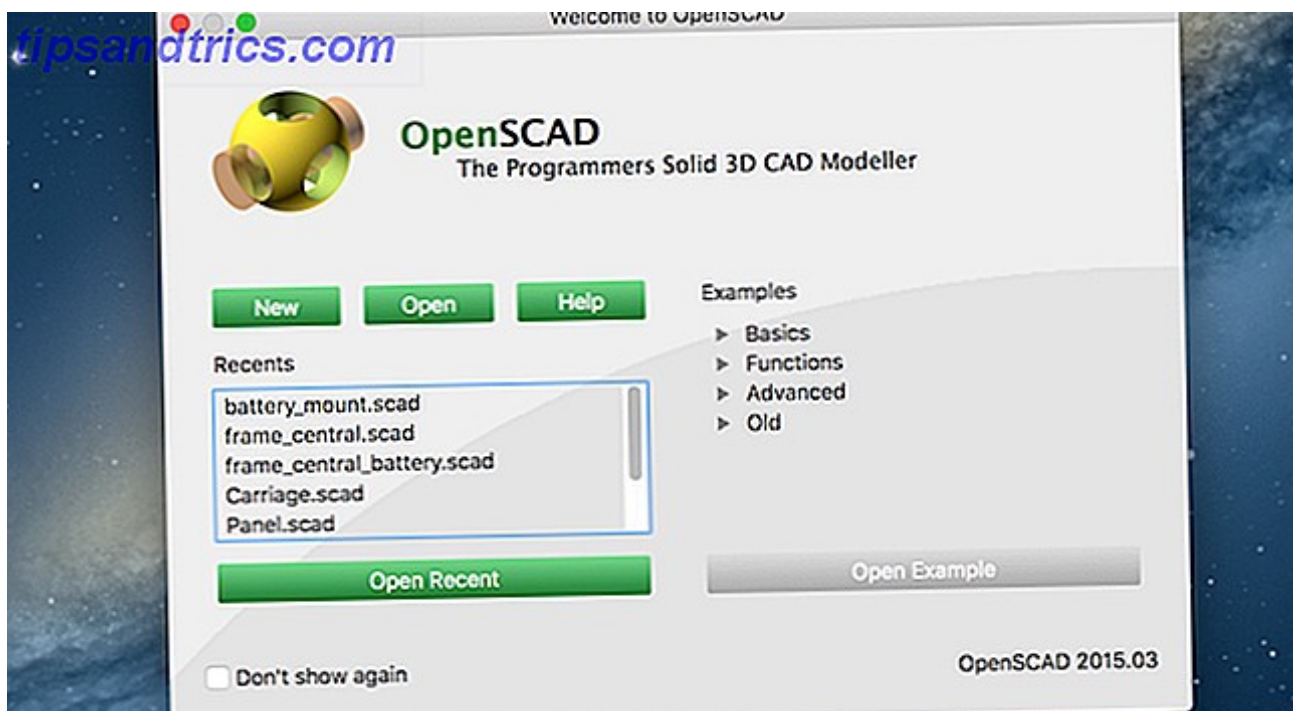 Welcome to OpenSCAD
tipsandtrics.com
OpenSCAD
The Programmers Solid 3D CAD Modeller
New
Open
Help
Recents
battery_mount.scad
frame_central.scad
frame_central_battery.scad
Carriage.scad
Panel.scad
Open Recent
Examples
Basics
Functions
Advanced
Old
Open Example
Don't show again
OpenSCAD 2015.03